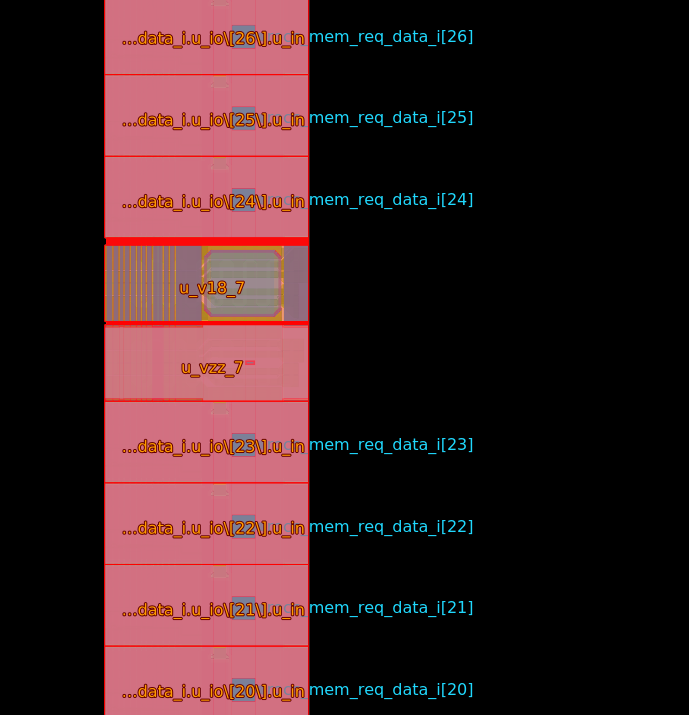 ...data_i.u_io\[26\].u_in mem_req_data_i[26]
...data_i.u_io\[25\].u_in mem_req_data_i[25]
...data_i.u_io\[24\].u_in mem_req_data_i[24]
u_v18_7
u_vzz_7
...data_i.u_io\[23\].u_in mem_req_data_i[23]
...data_i.u_io\[22\].u_in mem_req_data_i[22]
...data_i.u_io\[21\].u_in mem_req_data_i[21]
...data_i.u_io\[20\].u_in mem_req_data_i[20]